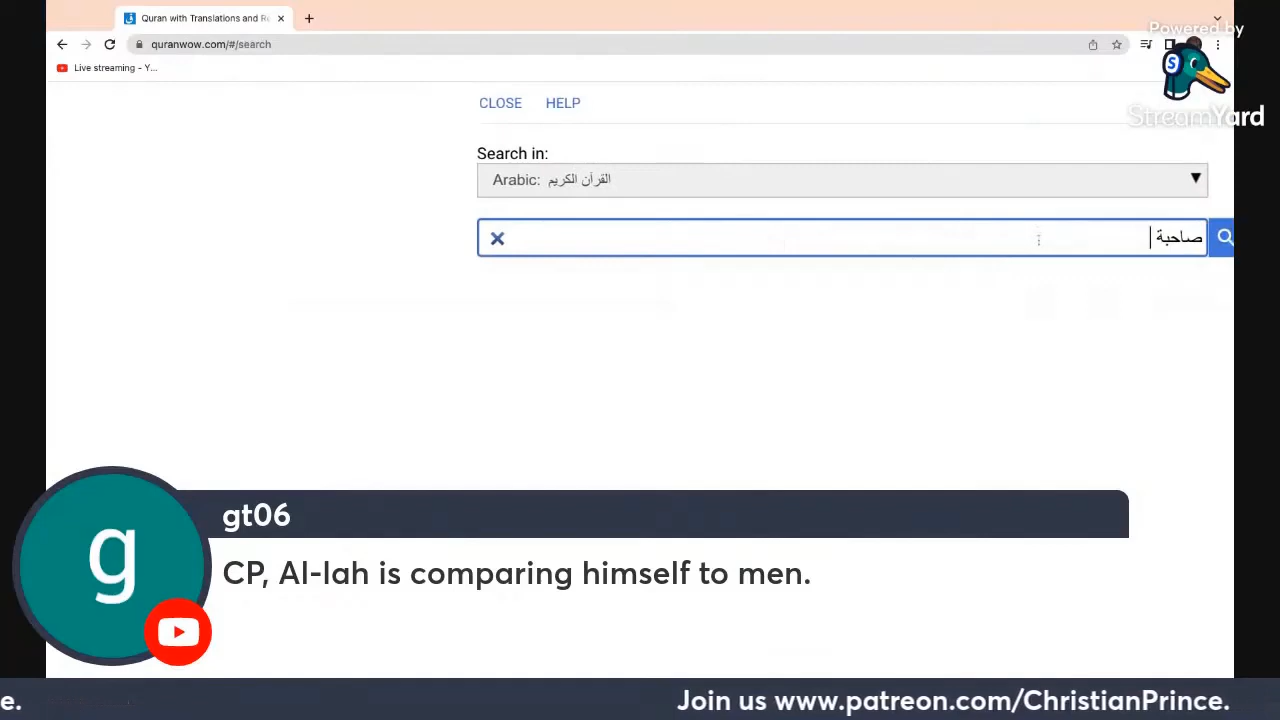 Quran with Translations and Re
quranwow.com/#/search
Live streaming - Y...
Powered by
S
StreamYard
CLOSE HELP
Search in:
Arabic: القرآن الكريم
صاحبة
g
gt06
CP, Al-lah is comparing himself to men.
e. Join us www.patreon.com/ChristianPrince.